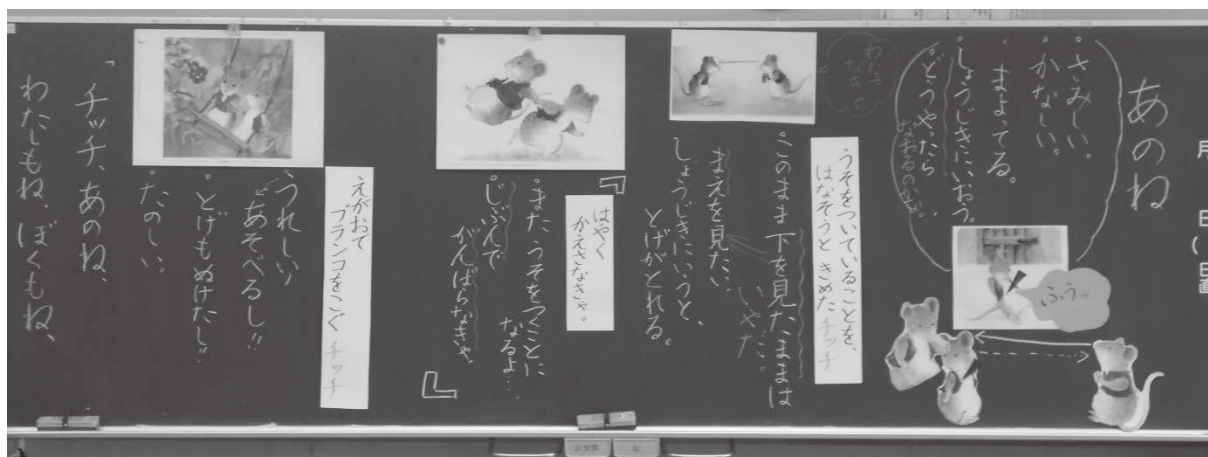 月
日（
あのね
・さみしい。
・かなしい。
・まよってる。
・しょうじきにいおう。
・どうやったら
なおるのかな。
ふうっ
うそをついていることを、
はなそうと きめた チッチ
このまま下を見たままは
いやだ。
まえを見たい、
しょうじきにいうと、
とげがとれる。
『
はやく
かえさなきゃ。
・また うそをつくことに
なるよ…
・じぶんで
がんばらなきゃ。
』
えがおで
ブランコをこぐ チッチ
・うれしい
あそべるし!!
・とげもぬけたし!!
・たのしい。
「チッチ、あのね、
わたしもね、ぼくもね、